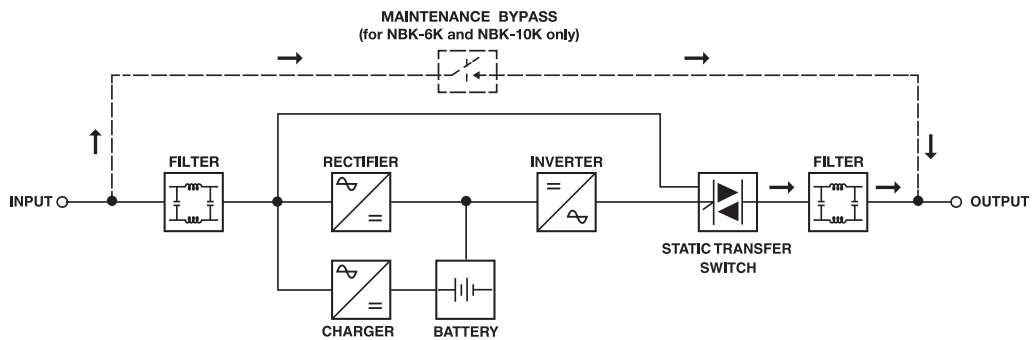 MAINTENANCE BYPASS
(for NBK-6K and NBK-10K only)
FILTER
RECTIFIER
INVERTER
FILTER
INPUT
OUTPUT
STATIC TRANSFER
SWITCH
CHARGER
BATTERY